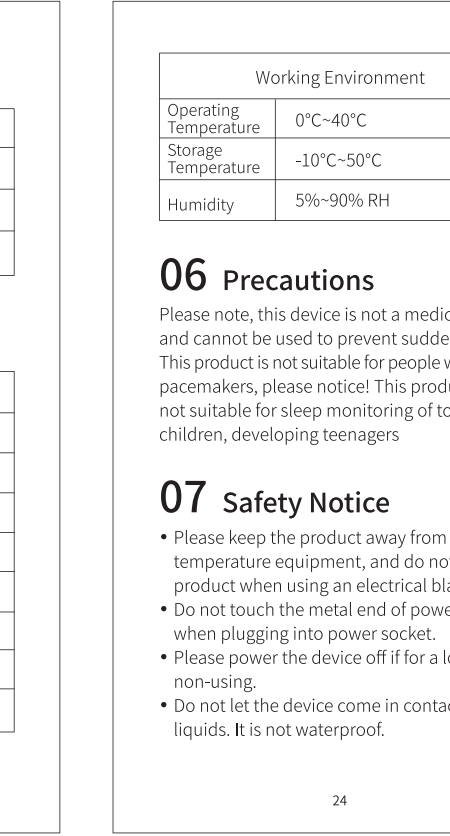 Working Environment
Operating
Temperature
0°C~40°C
Storage
Temperature
-10°C~50°C
Humidity
5%~90% RH
06 Precautions
Please note, this device is not a medic
and cannot be used to prevent sudde
This product is not suitable for people w
pacemakers, please notice! This produ
not suitable for sleep monitoring of to
children, developing teenagers
07 Safety Notice
• Please keep the product away from
temperature equipment, and do not
product when using an electrical bla
• Do not touch the metal end of powe
when plugging into power socket.
• Please power the device off if for a lo
non-using.
• Do not let the device come in contac
liquids. It is not waterproof.
24